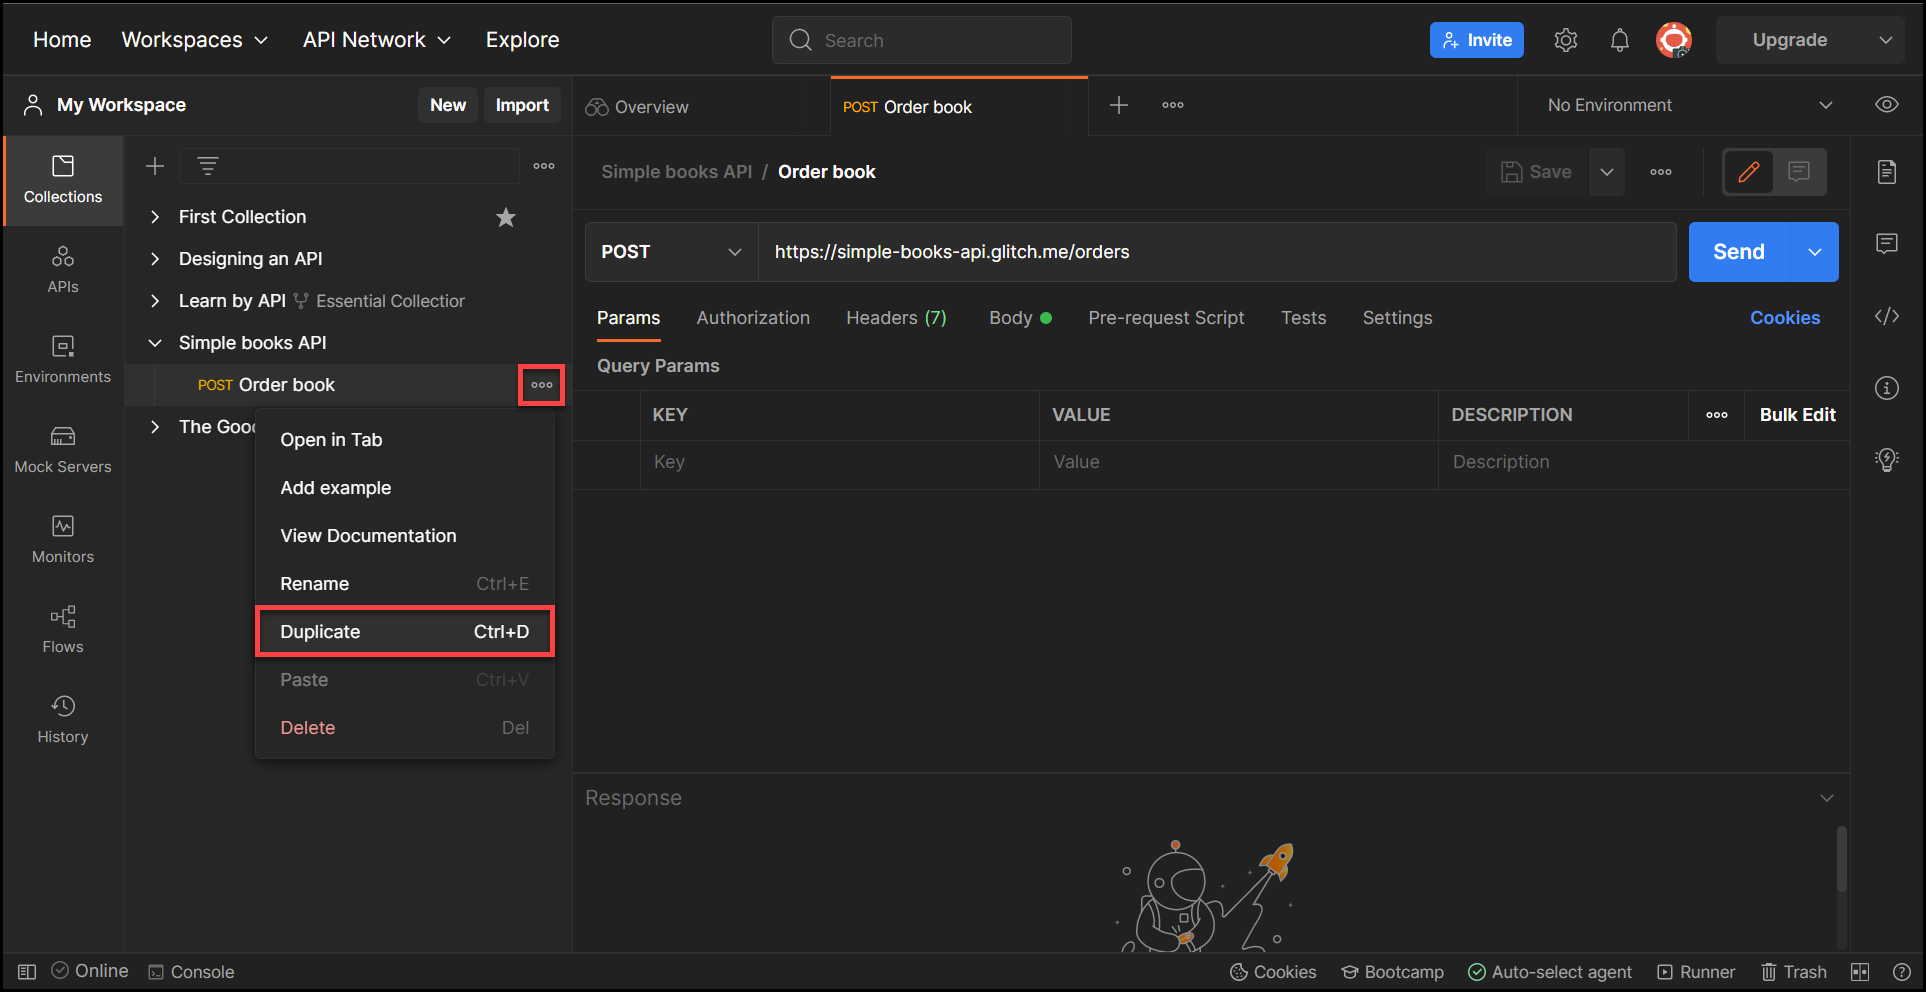 Home Workspaces API Network Explore Search Invite Upgrade
My Workspace New Import Overview POST Order book No Environment
Collections
APIs
Environments
Mock Servers
Monitors
Flows
History
First Collection
Designing an API
Learn by API Essential Collectior
Simple books API
POST Order book
The Gooc
Open in Tab
Add example
View Documentation
Rename Ctrl+E
Duplicate Ctrl+D
Paste Ctrl+V
Delete Del
Simple books API / Order book Save
POST https://simple-books-api.glitch.me/orders Send
Params Authorization Headers (7) Body Pre-request Script Tests Settings Cookies
Query Params
KEY VALUE DESCRIPTION Bulk Edit
Key Value Description
Response
Online Console Cookies Bootcamp Auto-select agent Runner Trash